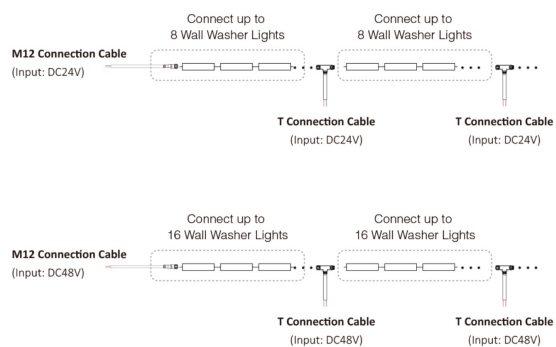 Connect up to
8 Wall Washer Lights
Connect up to
8 Wall Washer Lights
M12 Connection Cable
(Input: DC24V)
T Connection Cable
(Input: DC24V)
T Connection Cable
(Input: DC24V)
Connect up to
16 Wall Washer Lights
Connect up to
16 Wall Washer Lights
M12 Connection Cable
(Input: DC48V)
T Connection Cable
(Input: DC48V)
T Connection Cable
(Input: DC48V)